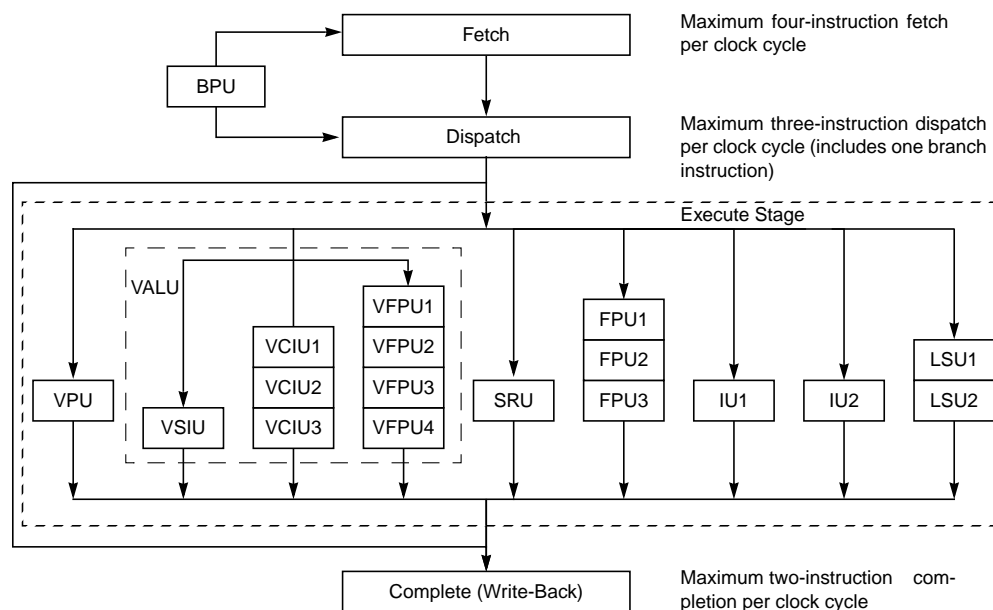 Fetch
Maximum four-instruction fetch
per clock cycle
BPU
Dispatch
Maximum three-instruction dispatch
per clock cycle (includes one branch
instruction)
Execute Stage
VALU
VPU
VSIU
VCIU1
VCIU2
VCIU3
VFPU1
VFPU2
VFPU3
VFPU4
SRU
FPU1
FPU2
FPU3
IU1
IU2
LSU1
LSU2
Complete (Write-Back)
Maximum two-instruction com-
pletion per clock cycle